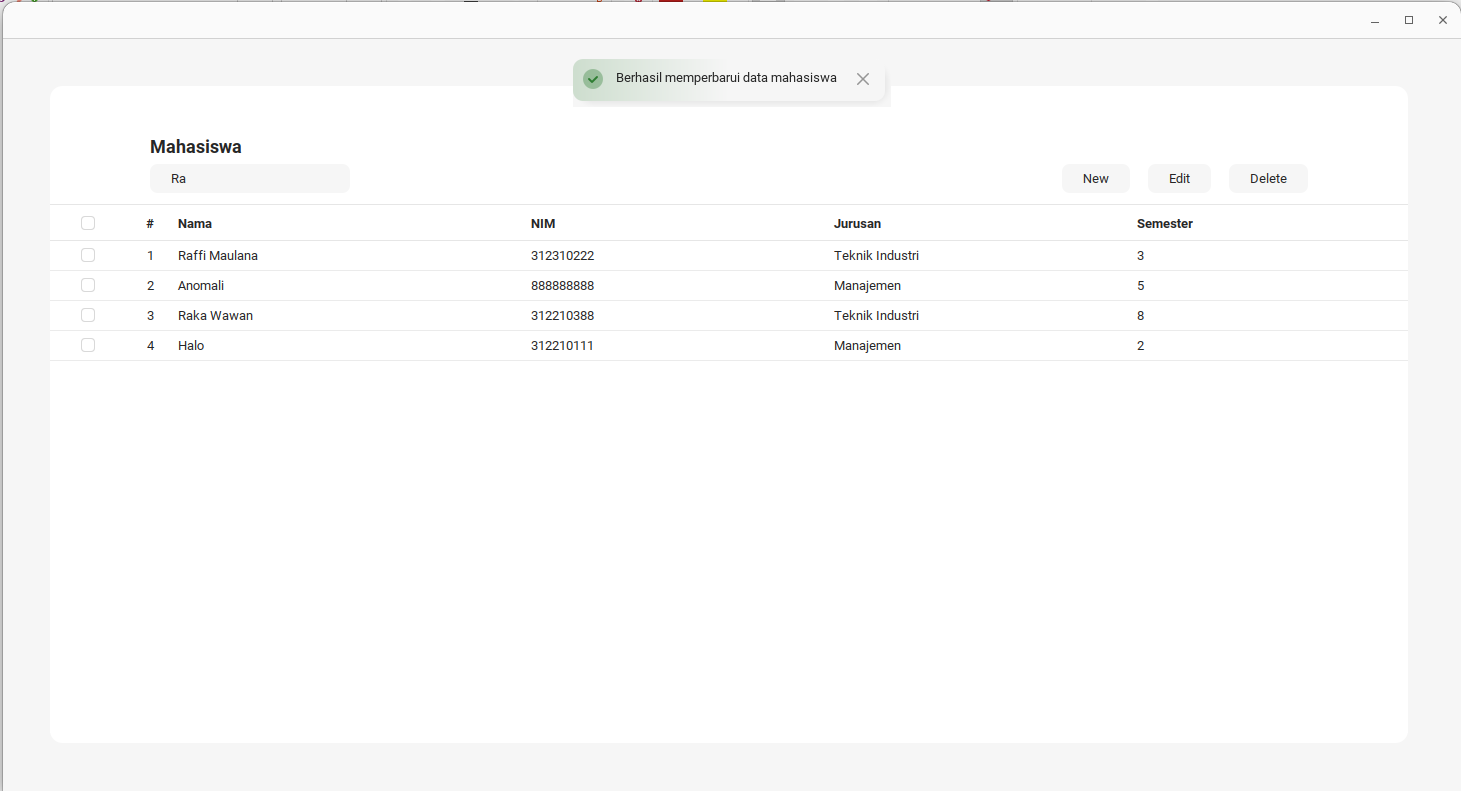 Berhasil memperbarui data mahasiswa
Mahasiswa
Ra
New Edit Delete
# Nama NIM Jurusan Semester
1 Raffi Maulana 312310222 Teknik Industri 3
2 Anomali 888888888 Manajemen 5
3 Raka Wawan 312210388 Teknik Industri 8
4 Halo 312210111 Manajemen 2